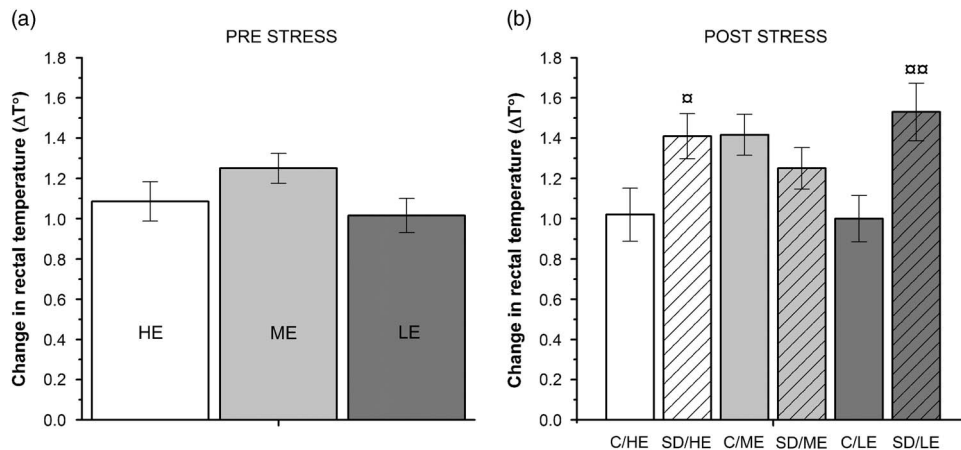 (a)
PRE STRESS
Change in rectal temperature (ΔT°)
1.8
1.6
1.4
1.2
1.0
0.8
0.6
0.4
0.2
0.0
HE
ME
LE
(b)
POST STRESS
Change in rectal temperature (ΔT°)
1.8
1.6
1.4
1.2
1.0
0.8
0.6
0.4
0.2
0.0
¤
¤¤
C/HE SD/HE C/ME SD/ME C/LE SD/LE